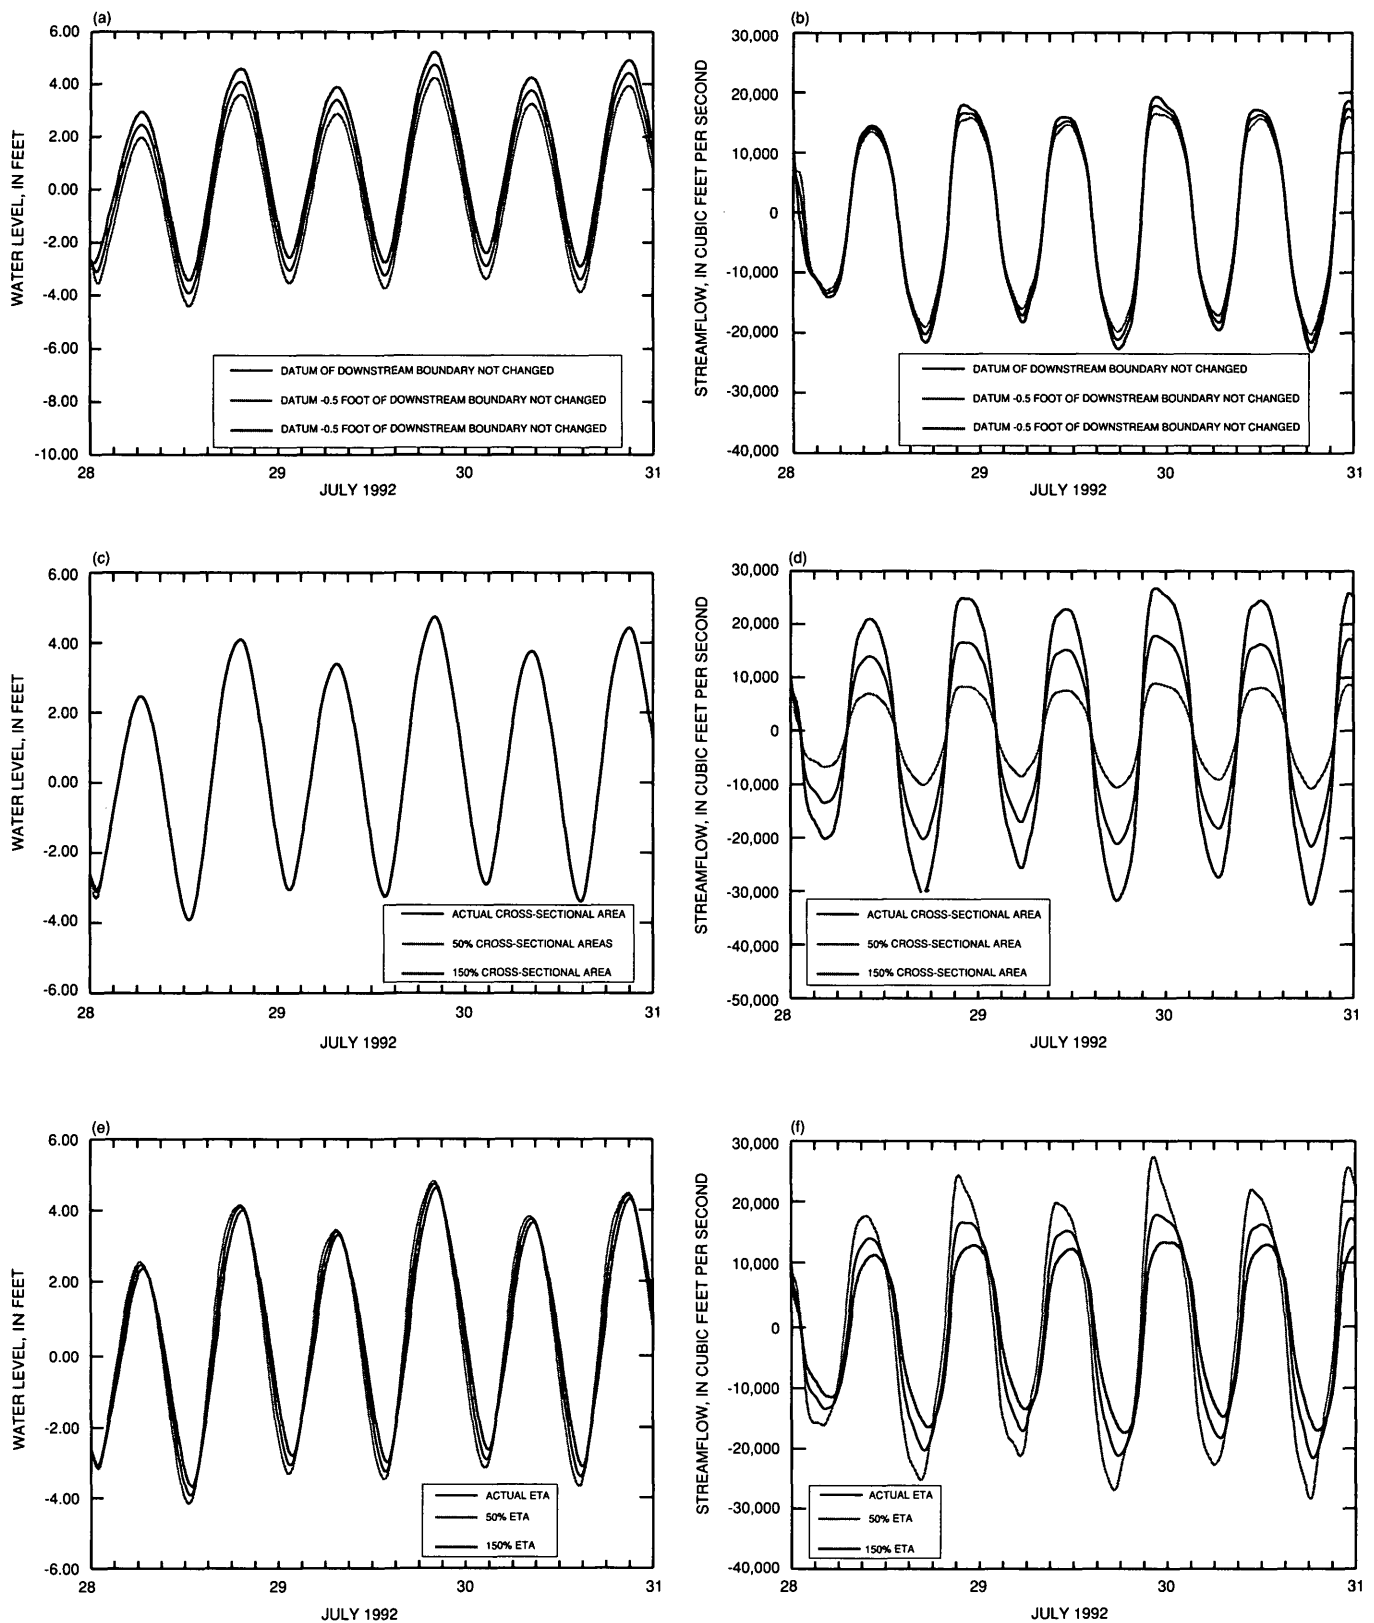 (a)
6.00
4.00
2.00
0.00
-2.00
-4.00
-6.00
-8.00
-10.00
WATER LEVEL, IN FEET
DATUM OF DOWNSTREAM BOUNDARY NOT CHANGED
DATUM -0.5 FOOT OF DOWNSTREAM BOUNDARY NOT CHANGED
DATUM -0.5 FOOT OF DOWNSTREAM BOUNDARY NOT CHANGED
28 29 30 31
JULY 1992
(b)
30,000
20,000
10,000
0
-10,000
-20,000
-30,000
-40,000
STREAMFLOW, IN CUBIC FEET PER SECOND
DATUM OF DOWNSTREAM BOUNDARY NOT CHANGED
DATUM -0.5 FOOT OF DOWNSTREAM BOUNDARY NOT CHANGED
DATUM -0.5 FOOT OF DOWNSTREAM BOUNDARY NOT CHANGED
28 29 30 31
JULY 1992
(c)
6.00
4.00
2.00
0.00
-2.00
-4.00
-6.00
WATER LEVEL, IN FEET
ACTUAL CROSS-SECTIONAL AREA
50% CROSS-SECTIONAL AREAS
150% CROSS-SECTIONAL AREA
28 29 30 31
JULY 1992
(d)
30,000
20,000
10,000
0
-10,000
-20,000
-30,000
-40,000
-50,000
STREAMFLOW, IN CUBIC FEET PER SECOND
ACTUAL CROSS-SECTIONAL AREA
50% CROSS-SECTIONAL AREA
150% CROSS-SECTIONAL AREA
28 29 30 31
JULY 1992
(e)
6.00
4.00
2.00
0.00
-2.00
-4.00
-6.00
WATER LEVEL, IN FEET
ACTUAL ETA
50% ETA
150% ETA
28 29 30 31
JULY 1992
(f)
30,000
20,000
10,000
0
-10,000
-20,000
-30,000
-40,000
STREAMFLOW, IN CUBIC FEET PER SECOND
ACTUAL ETA
50% ETA
150% ETA
28 29 30 31
JULY 1992